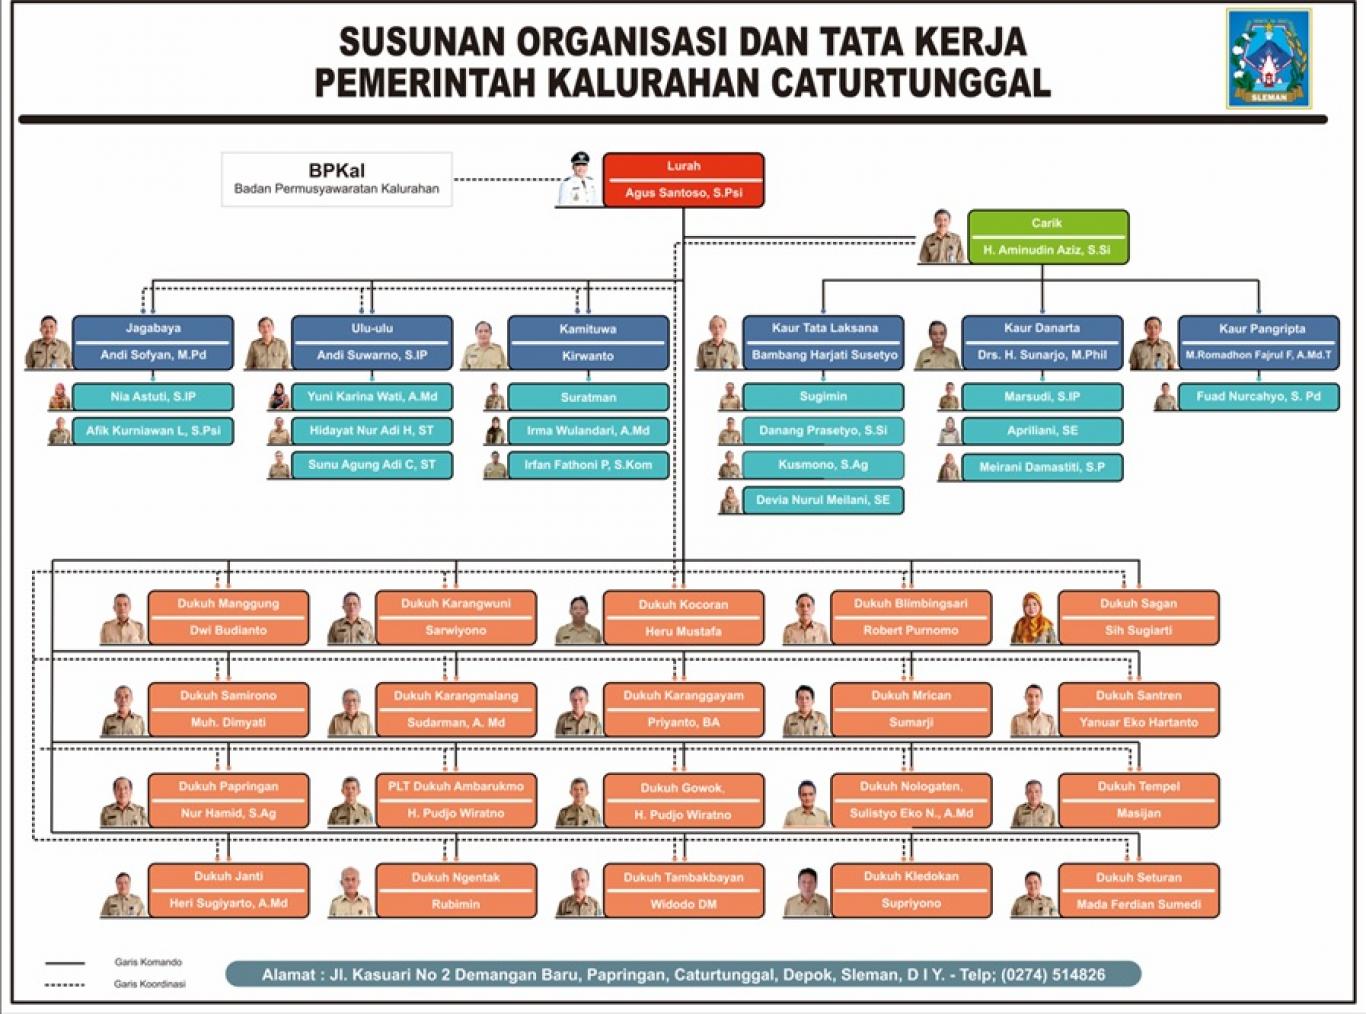 SUSUNAN ORGANISASI DAN TATA KERJA
PEMERINTAH KALURAHAN CATURTUNGGAL
SLEMAN
BPKal
Badan Permusyawaratan Kalurahan
Lurah
Agus Santoso, S.Psi
Carik
H. Aminudin Aziz, S.Si
Jagabaya
Andi Sofyan, M.Pd
Nia Astuti, S.IP
Afik Kurniawan L, S.Psi
Ulu-ulu
Andi Suwarno, S.IP
Yuni Karina Wati, A.Md
Hidayat Nur Adi H, ST
Sunu Agung Adi C, ST
Kamituwa
Kirwanto
Suratman
Irma Wulandari, A.Md
Irfan Fathoni P, S.Kom
Kaur Tata Laksana
Bambang Harjati Susetyo
Sugimin
Danang Prasetyo, S.Si
Kusmono, S.Ag
Devia Nurul Meilani, SE
Kaur Danarta
Drs. H. Sunarjo, M.Phil
Marsudi, S.IP
Apriliani, SE
Meirani Damastiti, S.P
Kaur Pangripta
M.Romadhon Fajrul F, A.Md.T
Fuad Nurcahyo, S. Pd
Dukuh Manggung
Dwi Budianto
Dukuh Karangwuni
Sarwiyono
Dukuh Kocoran
Heru Mustafa
Dukuh Blimbingsari
Robert Purnomo
Dukuh Sagan
Sih Sugiarti
Dukuh Samirono
Muh. Dimyati
Dukuh Karangmalang
Sudarman, A. Md
Dukuh Karanggayam
Priyanto, BA
Dukuh Mrican
Sumarji
Dukuh Santren
Yanuar Eko Hartanto
Dukuh Papringan
Nur Hamid, S.Ag
PLT Dukuh Ambarukmo
H. Pudjo Wiratno
Dukuh Gowok,
H. Pudjo Wiratno
Dukuh Nologaten,
Sulistyo Eko N., A.Md
Dukuh Tempel
Masijan
Dukuh Janti
Heri Sugiyarto, A.Md
Dukuh Ngentak
Rubimin
Dukuh Tambakbayan
Widodo DM
Dukuh Kledokan
Supriyono
Dukuh Seturan
Mada Ferdian Sumedi
Garis Komando
Garis Koordinasi
Alamat : Jl. Kasuari No 2 Demangan Baru, Papringan, Caturtunggal, Depok, Sleman, D I Y. - Telp; (0274) 514826